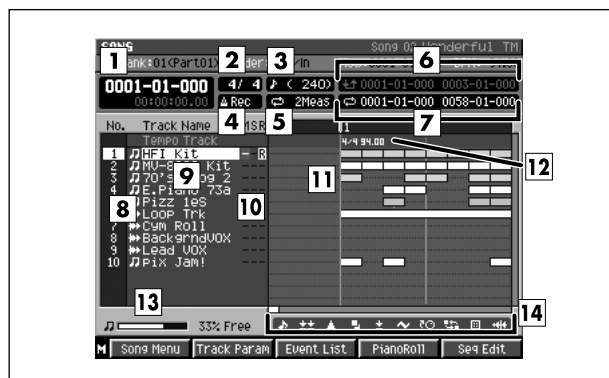 SONG Song 02 Wonderful TM
1 2 3 6
ank:01(Part01) der /In
0001-01-000 4/ 4 ♪ ( 240) 0001-01-000 0003-01-000
00:00:00.00 Rec 2Meas 0001-01-000 0058-01-000
4 5 7
No. Track Name MSR 1
Tempo Track 4/4 94.00
12
1 HFI Kit - R
2 Kit
3 70's og 2
4 E.Piano 73a
Pizz les
Loop Trk
7 Cym Roll
8 BackgrndVOX
9 Lead VOX
10 Pix Jam!
9 11
8 10
13
33% Free
14
M Song Menu Track Param Event List PianoRoll Seq Edit